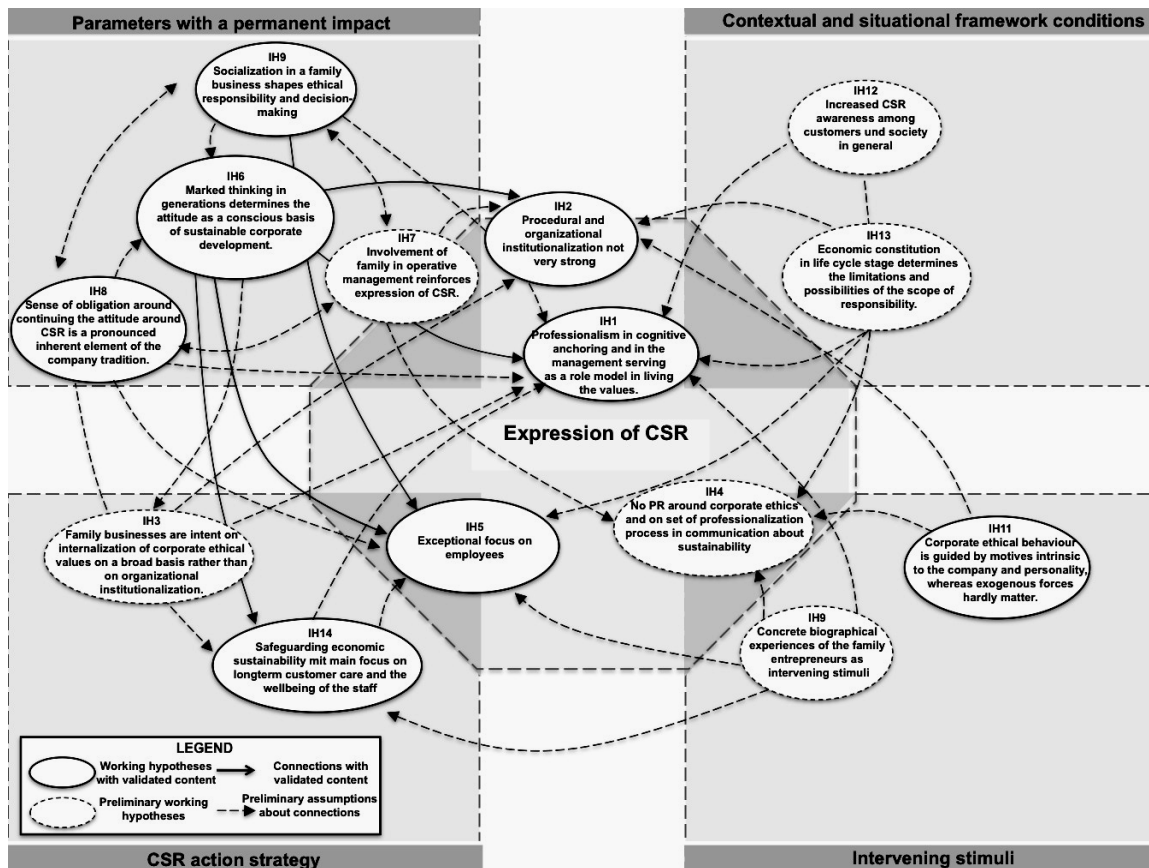 Parameters with a permanent impact
Contextual and situational framework conditions
IH9
Socialization in a family
business shapes ethical
responsibility and decision-
making
IH12
Increased CSR
awareness among
customers und society
in general
IH6
Marked thinking in
generations determines the
attitude as a conscious basis
of sustainable corporate
development.
IH2
Procedural and
organizational
institutionalization not
very strong
IH7
Involvement of
family in operative
management reinforces
expression of CSR.
IH13
Economic constitution
in life cycle stage determines
the limitations and
possibilities of the scope of
responsibility.
IH8
Sense of obligation around
continuing the attitude around
CSR is a pronounced
inherent element of the
company tradition.
IH1
Professionalism in cognitive
anchoring and in the
management serving
as a role model in living
the values.
Expression of CSR
IH3
Family businesses are intent on
internalization of corporate ethical
values on a broad basis rather than
on organizational
institutionalization.
IH5
Exceptional focus on
employees
IH4
No PR around corporate ethics
and on set of professionalization
process in communication about
sustainability
IH11
Corporate ethical behaviour
is guided by motives intrinsic
to the company and personality,
whereas exogenous forces
hardly matter.
IH14
Safeguarding economic
sustainability mit main focus on
longterm customer care and the
wellbeing of the staff
IH9
Concrete biographical
experiences of the family
entrepreneurs as
intervening stimuli
LEGEND
Working hypotheses
with validated content
Connections with
validated content
Preliminary working
hypotheses
Preliminary assumptions
about connections
CSR action strategy
Intervening stimuli